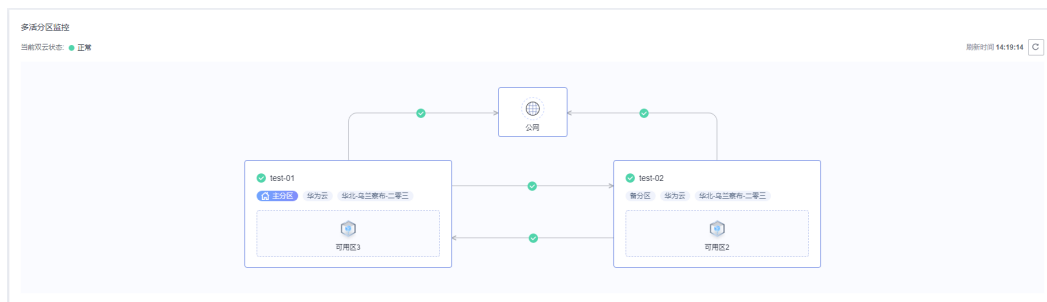 多活分区监控
当前双云状态: 正常
刷新时间 14:19:14
公网
test-01
主分区 华为云 华北-乌兰察布-二零三
可用区3
test-02
备分区 华为云 华北-乌兰察布-二零三
可用区2